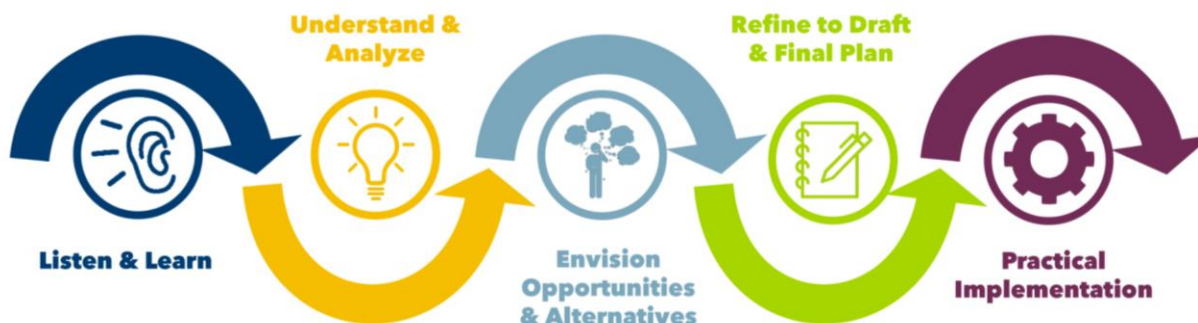 Listen & Learn
Understand &
Analyze
Envision
Opportunities
& Alternatives
Refine to Draft
& Final Plan
Practical
Implementation